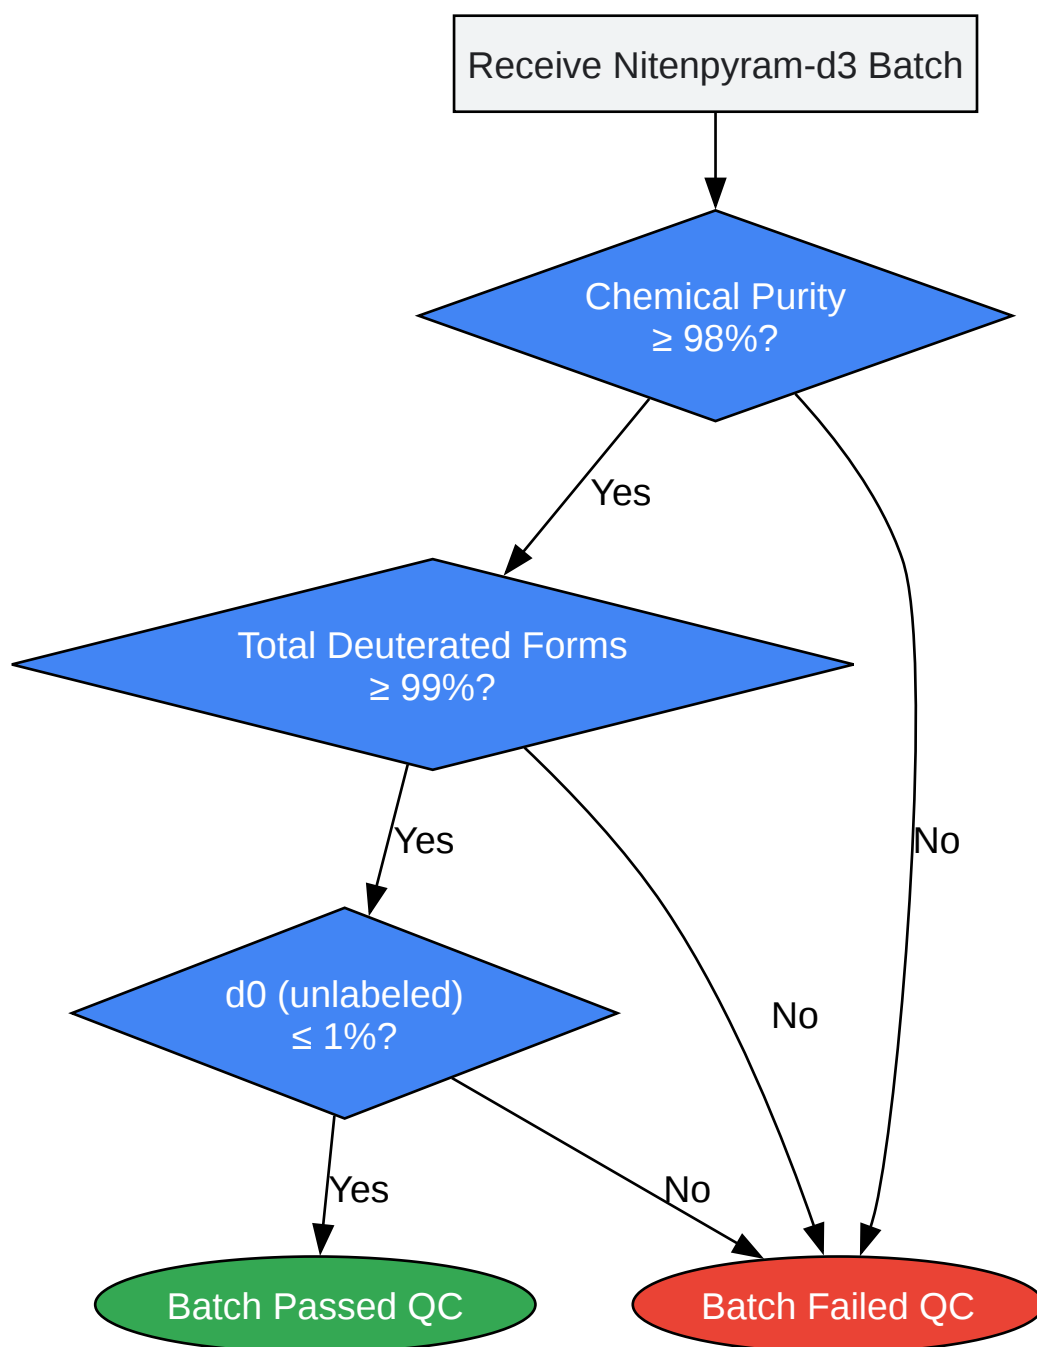 Receive Nitenpyram-d3 Batch
Chemical Purity
≥ 98%?
Yes
Total Deuterated Forms
≥ 99%?
Yes
No
d0 (unlabeled)
≤ 1%?
No
Yes
No
Batch Passed QC
Batch Failed QC